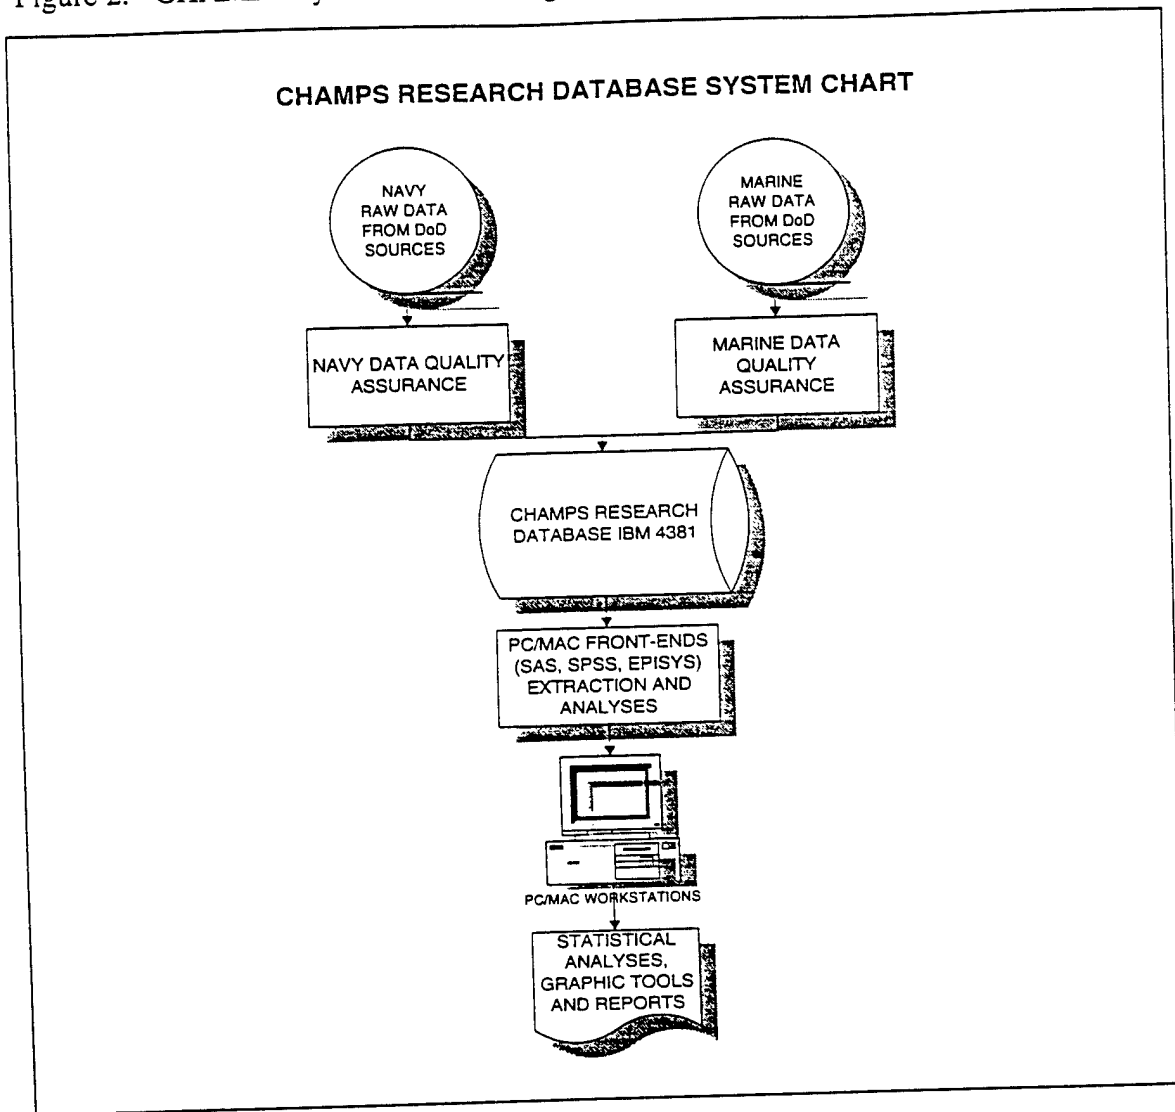 Figure 2.
CHAMPS RESEARCH DATABASE SYSTEM CHART
NAVY
RAW DATA
FROM DoD
SOURCES
MARINE
RAW DATA
FROM DoD
SOURCES
NAVY DATA QUALITY
ASSURANCE
MARINE DATA
QUALITY
ASSURANCE
CHAMPS RESEARCH
DATABASE IBM 4381
PC/MAC FRONT-ENDS
(SAS, SPSS, EPISYS)
EXTRACTION AND
ANALYSES
PC/MAC WORKSTATIONS
STATISTICAL
ANALYSES,
GRAPHIC TOOLS
AND REPORTS